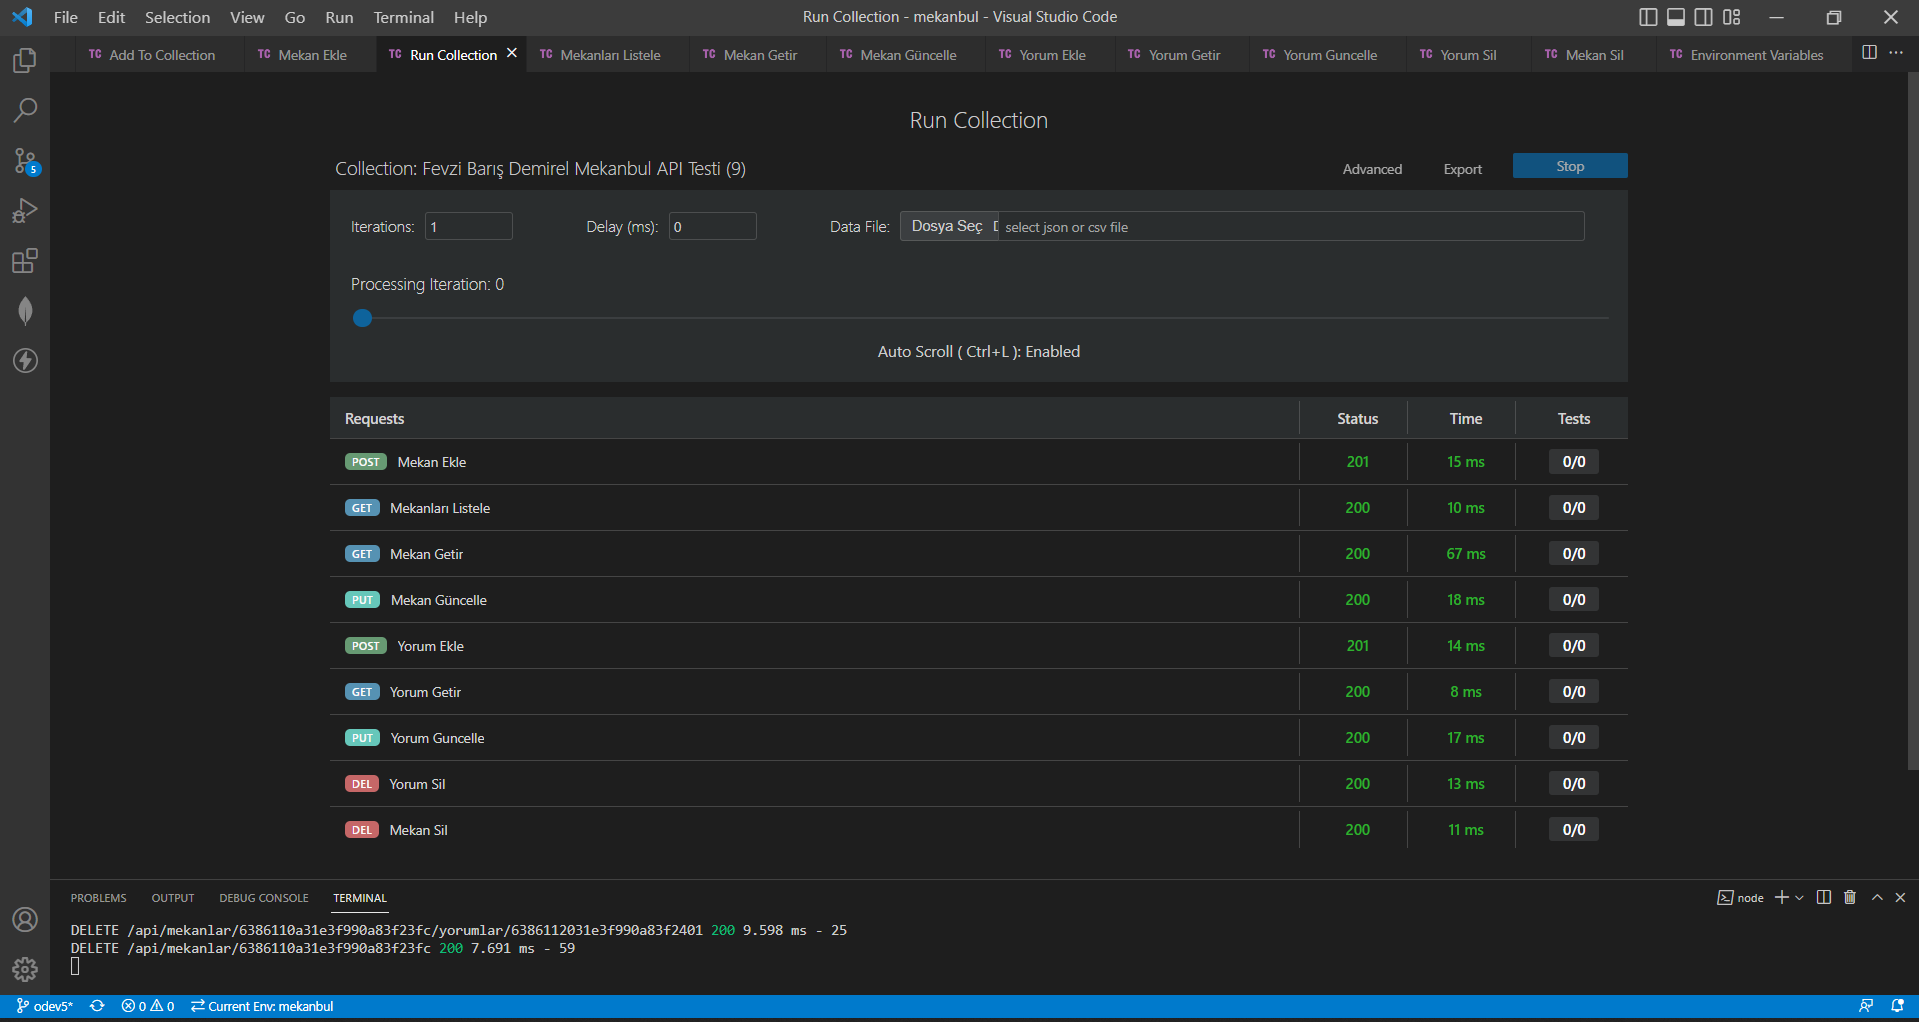 File Edit Selection View Go Run Terminal Help
Run Collection - mekanbul - Visual Studio Code
TC Add To Collection TC Mekan Ekle TC Run Collection TC Mekanları Listele TC Mekan Getir TC Mekan Güncelle TC Yorum Ekle TC Yorum Getir TC Yorum Guncelle TC Yorum Sil TC Mekan Sil TC Environment Variables
Run Collection
Collection: Fevzi Barış Demirel Mekanbul API Testi (9)
Advanced Export Stop
Iterations: 1 Delay (ms): 0 Data File: Dosya Seç select json or csv file
Processing Iteration: 0
Auto Scroll ( Ctrl+L ): Enabled
Requests Status Time Tests
POST Mekan Ekle 201 15 ms 0/0
GET Mekanları Listele 200 10 ms 0/0
GET Mekan Getir 200 67 ms 0/0
PUT Mekan Güncelle 200 18 ms 0/0
POST Yorum Ekle 201 14 ms 0/0
GET Yorum Getir 200 8 ms 0/0
PUT Yorum Guncelle 200 17 ms 0/0
DEL Yorum Sil 200 13 ms 0/0
DEL Mekan Sil 200 11 ms 0/0
5
PROBLEMS OUTPUT DEBUG CONSOLE TERMINAL
node
DELETE /api/mekanlar/6386110a31e3f990a83f23fc/yorumlar/6386112031e3f990a83f2401 200 9.598 ms - 25
DELETE /api/mekanlar/6386110a31e3f990a83f23fc 200 7.691 ms - 59
odev5* 0 0 Current Env: mekanbul